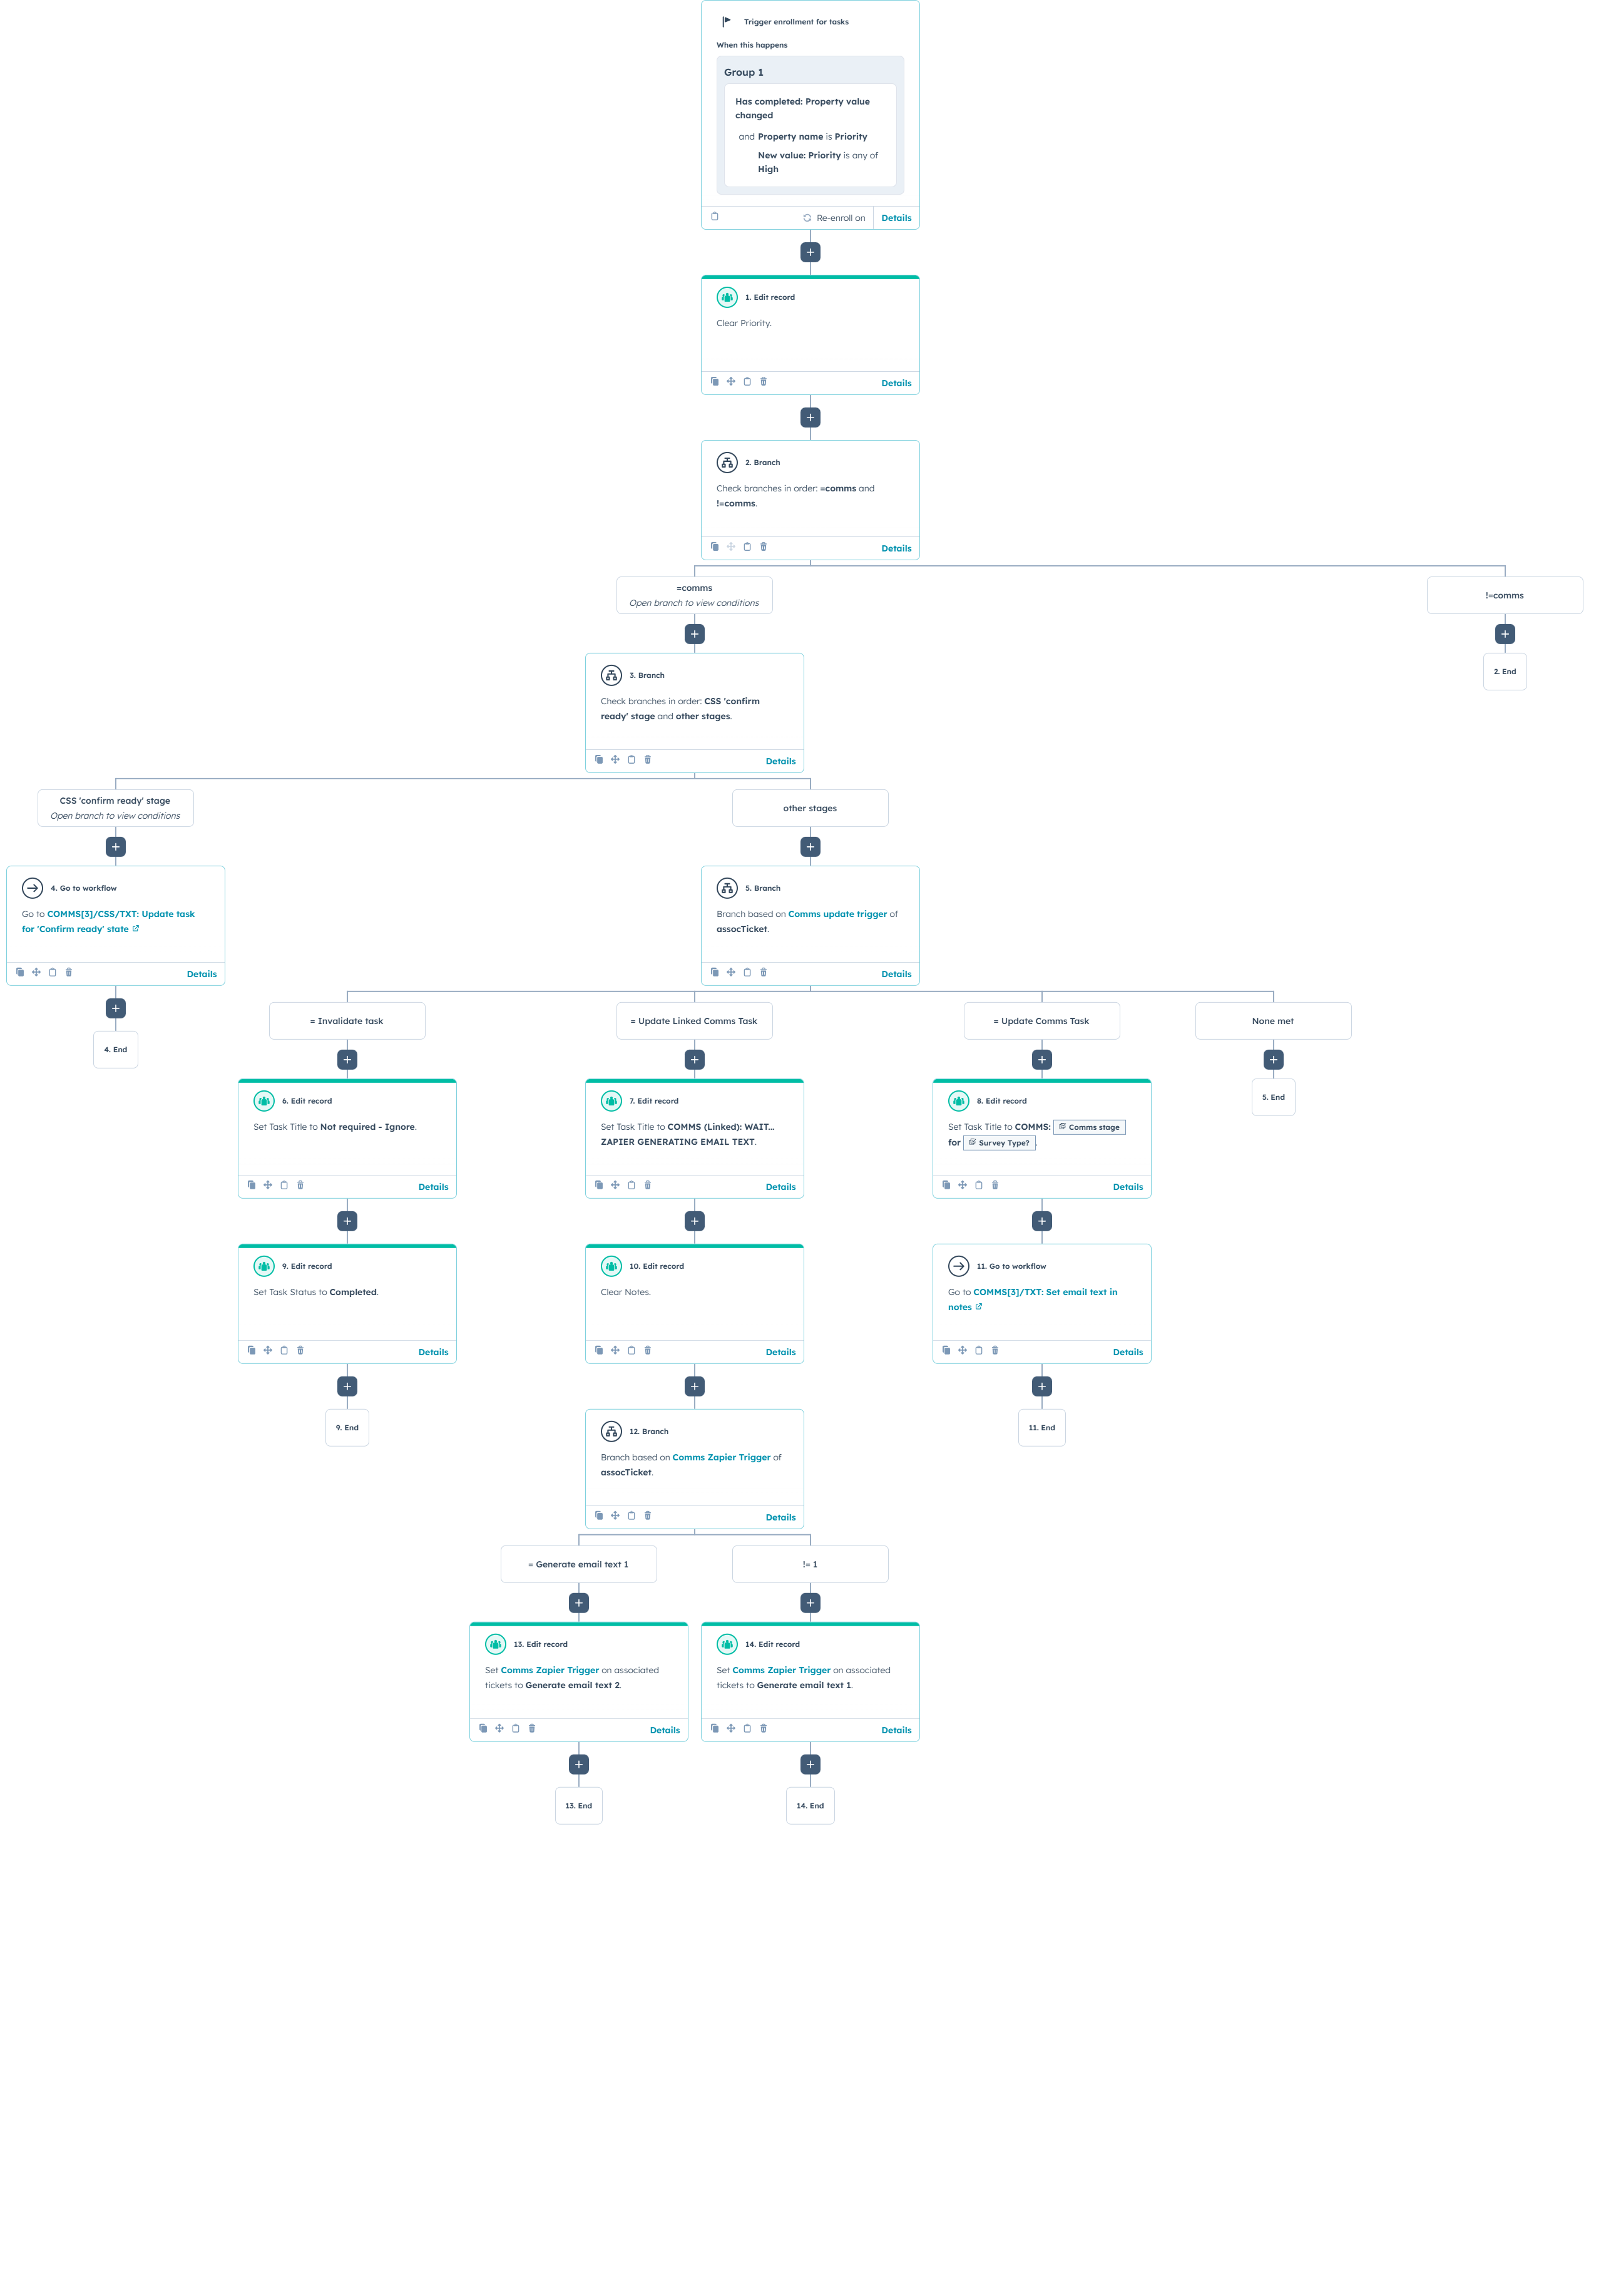 Trigger enrollment for tasks
When this happens
Group 1
Has completed: Property value
changed
and Property name is Priority
New value: Priority is any of
High
Re-enroll on
Details
1. Edit record
Clear Priority.
Details
2. Branch
Check branches in order: =comms and
!=comms.
Details
=comms
Open branch to view conditions
!=comms
2. End
3. Branch
Check branches in order: CSS 'confirm
ready' stage and other stages.
Details
CSS 'confirm ready' stage
Open branch to view conditions
other stages
4. Go to workflow
Go to COMMS[3]/CSS/TXT: Update task
for 'Confirm ready' state
Details
4. End
5. Branch
Branch based on Comms update trigger of
assocTicket.
Details
= Invalidate task
= Update Linked Comms Task
= Update Comms Task
None met
5. End
6. Edit record
Set Task Title to Not required - Ignore.
Details
7. Edit record
Set Task Title to COMMS (Linked): WAIT...
ZAPIER GENERATING EMAIL TEXT.
Details
8. Edit record
Set Task Title to COMMS: Comms stage
for Survey Type? .
Details
9. Edit record
Set Task Status to Completed.
Details
9. End
10. Edit record
Clear Notes.
Details
11. Go to workflow
Go to COMMS[3]/TXT: Set email text in
notes
Details
11. End
12. Branch
Branch based on Comms Zapier Trigger of
assocTicket.
Details
= Generate email text 1
!= 1
13. Edit record
Set Comms Zapier Trigger on associated
tickets to Generate email text 2.
Details
13. End
14. Edit record
Set Comms Zapier Trigger on associated
tickets to Generate email text 1.
Details
14. End